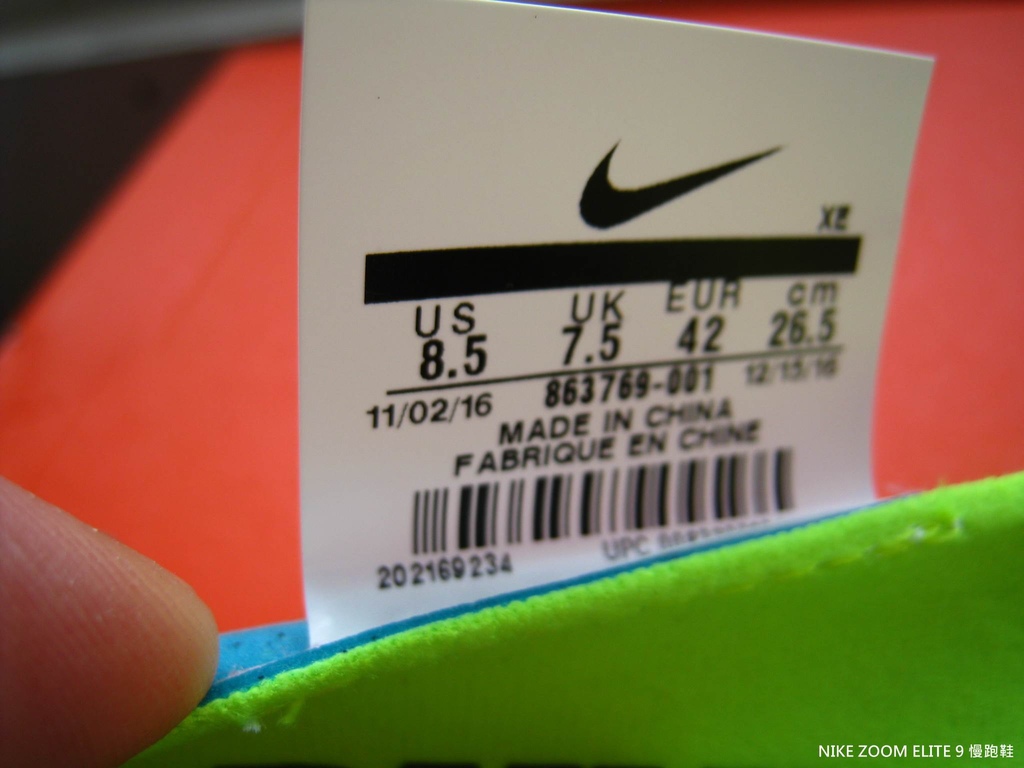 XE
US UK EUR cm
8.5 7.5 42 26.5
11/02/16 863769-001 12/15/16
MADE IN CHINA
FABRIQUE EN CHINE
202169234 UPC
NIKE ZOOM ELITE 9 慢跑鞋